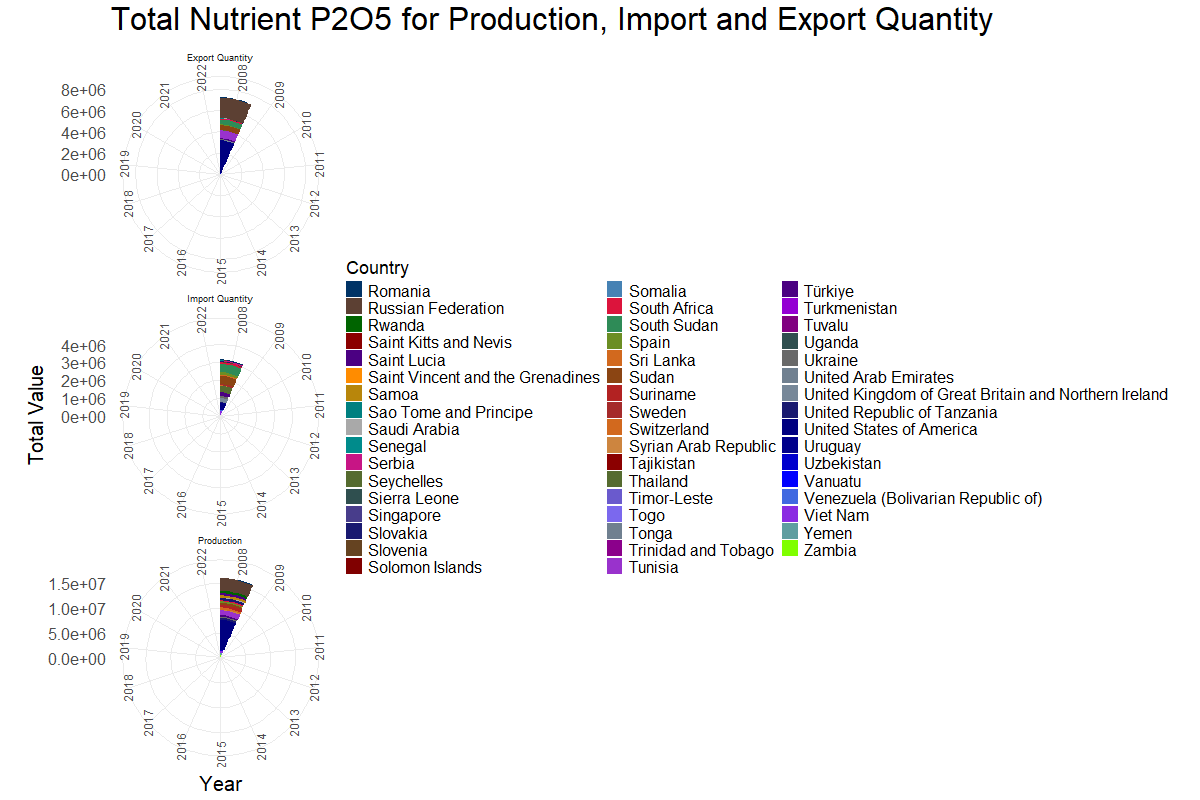 Total Nutrient P2O5 for Production, Import and Export Quantity
Export Quantity
2022
2008
2021
2009
2020
2010
2019
2011
2018
2012
2017
2013
2016
2014
2015
8e+06
6e+06
4e+06
2e+06
0e+00
Import Quantity
2022
2008
2021
2009
2020
2010
2019
2011
2018
2012
2017
2013
2016
2014
2015
4e+06
3e+06
2e+06
1e+06
0e+00
Production
2022
2008
2021
2009
2020
2010
2019
2011
2018
2012
2017
2013
2016
2014
2015
1.5e+07
1.0e+07
5.0e+06
0.0e+00
Total Value
Year
Country
Romania
Russian Federation
Rwanda
Saint Kitts and Nevis
Saint Lucia
Saint Vincent and the Grenadines
Samoa
Sao Tome and Principe
Saudi Arabia
Senegal
Serbia
Seychelles
Sierra Leone
Singapore
Slovakia
Slovenia
Solomon Islands
Somalia
South Africa
South Sudan
Spain
Sri Lanka
Sudan
Suriname
Sweden
Switzerland
Syrian Arab Republic
Tajikistan
Thailand
Timor-Leste
Togo
Tonga
Trinidad and Tobago
Tunisia
Türkiye
Turkmenistan
Tuvalu
Uganda
Ukraine
United Arab Emirates
United Kingdom of Great Britain and Northern Ireland
United Republic of Tanzania
United States of America
Uruguay
Uzbekistan
Vanuatu
Venezuela (Bolivarian Republic of)
Viet Nam
Yemen
Zambia